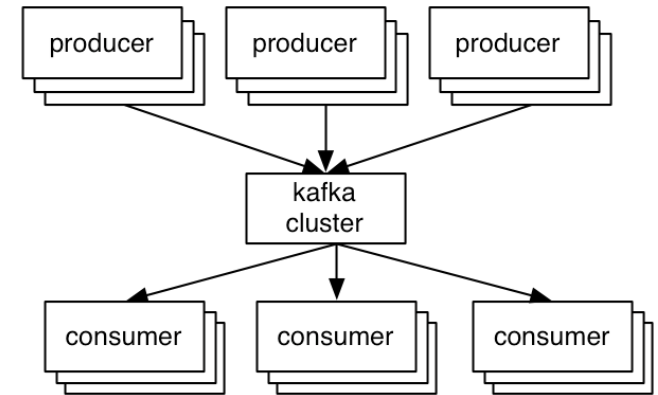 producer
producer
producer
kafka
cluster
consumer
consumer
consumer